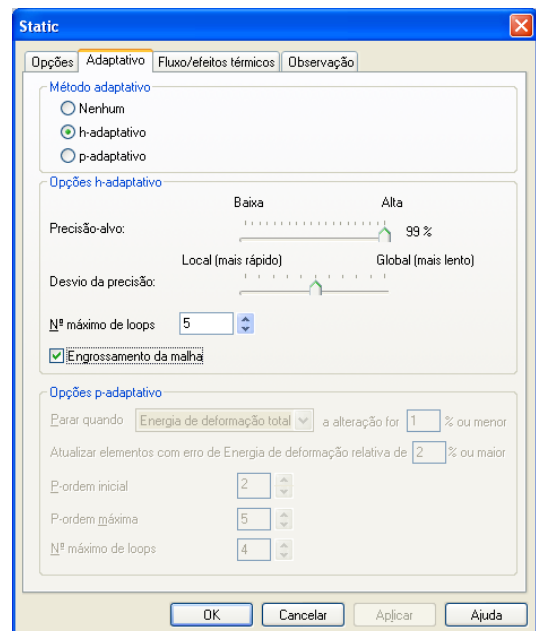 Static
Opções Adaptativo Fluxo/efeitos térmicos Observação
Método adaptativo
Nenhum
h-adaptativo
p-adaptativo
Opções h-adaptativo
Baixa Alta
Precisão-alvo: 99 %
Local (mais rápido) Global (mais lento)
Desvio da precisão:
Nª máximo de loops 5
Engrossamento da malha
Opções p-adaptativo
Parar quando Energia de deformação total a alteração for 1 % ou menor
Atualizar elementos com erro de Energia de deformação relativa de 2 % ou maior
P-ordem inicial 2
P-ordem máxima 5
Nª máximo de loops 4
OK Cancelar Aplicar Ajuda